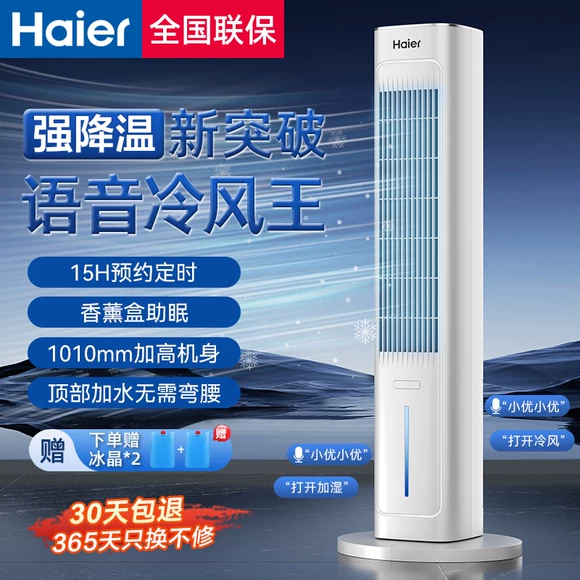 Haier 全国联保
Haier
强降温 新突破
语音冷风王
15H预约定时
香薰盒助眠
1010mm加高机身
顶部加水无需弯腰
赠 下单赠
冰晶*2
+
赠
“小优小优”
“打开冷风”
“小优小优”
“打开加湿”
30天包退
365天只换不修